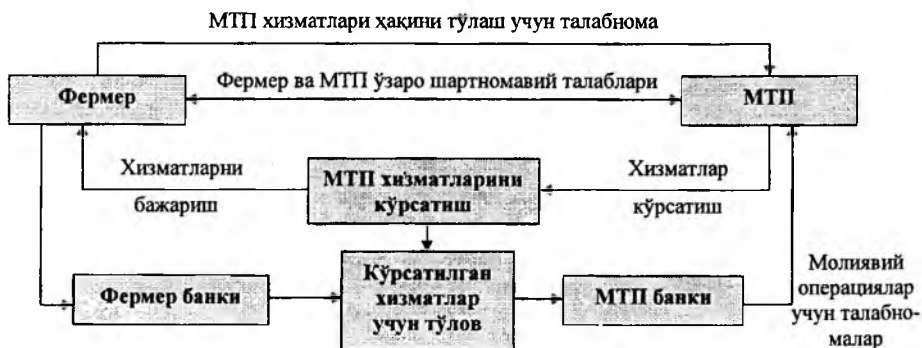 МТП хизматлари ҳақини тўлаш учун талабнома
Фермер
Фермер ва МТП ўзаро шартномавий талаблари
МТП
Хизматларни
бажариш
МТП хизматларини
кўрсатиш
Хизматлар
кўрсатиш
Фермер банки
Кўрсатилган
хизматлар
учун тўлов
МТП банки
Молиявий
операциялар
учун талабно-
малар